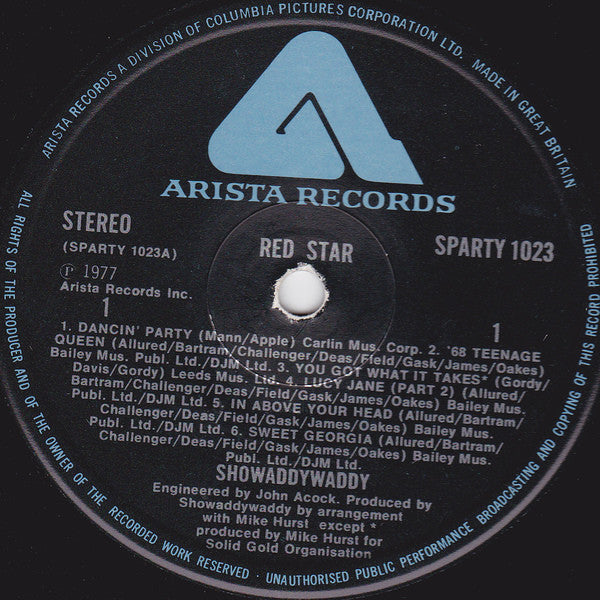 ARISTA RECORDS A DIVISION OF COLUMBIA PICTURES CORPORATION LTD. MADE IN GREAT BRITAIN
ARISTA RECORDS
STEREO
(SPARTY 1023A)
RED STAR
SPARTY 1023
℗ 1977
Arista Records Inc.
1
1
1. DANCIN' PARTY (Mann/Apple) Carlin Mus. Corp. 2. '68 TEENAGE
QUEEN (Allured/Bartram/Challenger/Deas/Field/Gask/James/Oakes)
Bailey Mus. Publ. Ltd./DJM Ltd. 3. YOU GOT WHAT IT TAKES* (Gordy/
Davis/Gordy) Leeds Mus. Ltd. 4. LUCY JANE (PART 2) (Allured/
Bartram/Challenger/Deas/Field/Gask/James/Oakes) Bailey Mus.
Publ. Ltd./DJM Ltd. 5. IN ABOVE YOUR HEAD (Allured/Bartram/
Challenger/Deas/Field/Gask/James/Oakes) Bailey Mus.
Publ. Ltd./DJM Ltd. 6. SWEET GEORGIA (Allured/Bartram/
Challenger/Deas/Field/Gask/James/Oakes) Bailey Mus.
Publ. Ltd./DJM Ltd.
SHOWADDYWADDY
Engineered by John Acock. Produced by
Showaddywaddy by arrangement
with Mike Hurst except *
produced by Mike Hurst for
Solid Gold Organisation
ALL RIGHTS OF THE PRODUCER AND OF THE OWNER OF THE RECORDED WORK RESERVED · UNAUTHORISED PUBLIC PERFORMANCE BROADCASTING AND COPYING OF THIS RECORD PROHIBITED